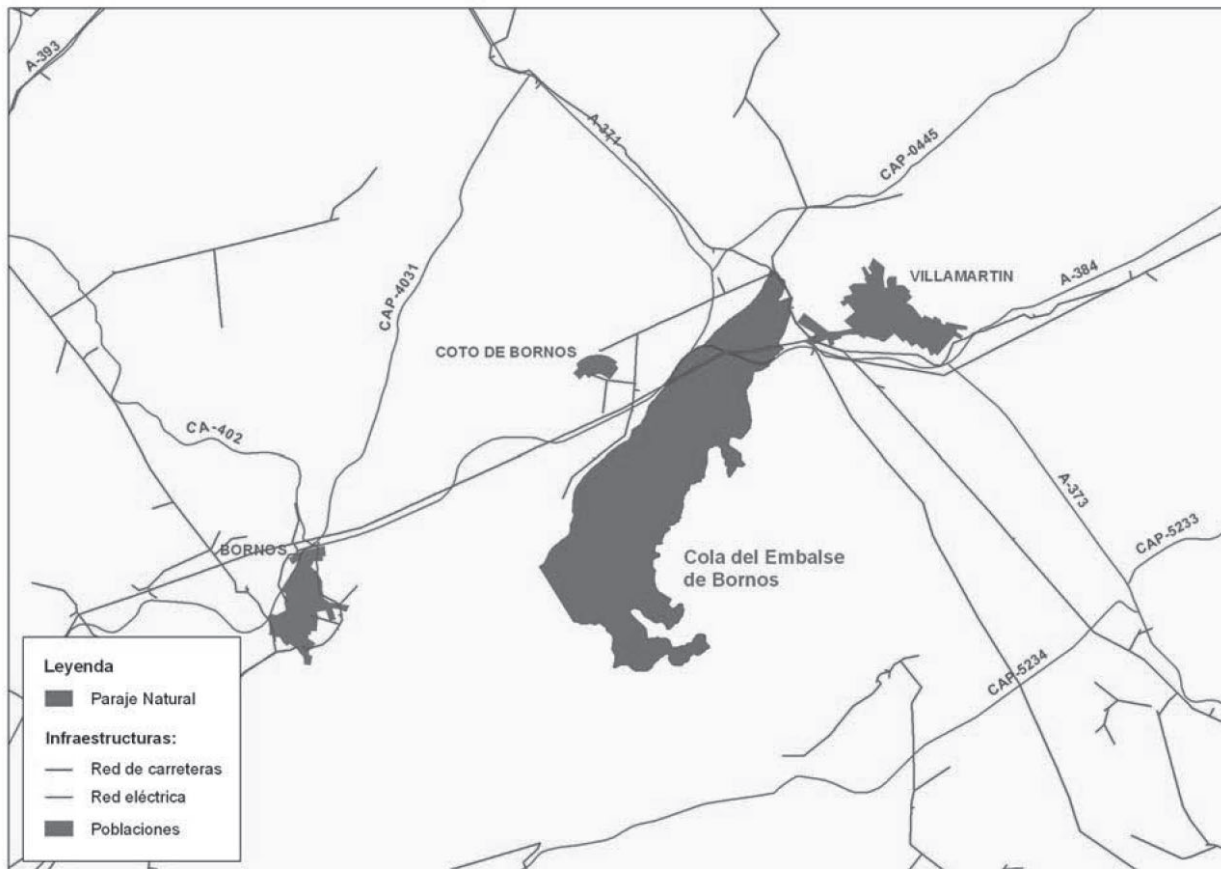 A-393
A-371
CAP-0445
CAP-4031
VILLAMARTIN
A-384
COTO DE BORNOS
CA-402
A-373
CAP-5233
BORNOS
Cola del Embalse
de Bornos
CAP-5234
Leyenda
Paraje Natural
Infraestructuras:
Red de carreteras
Red eléctrica
Poblaciones